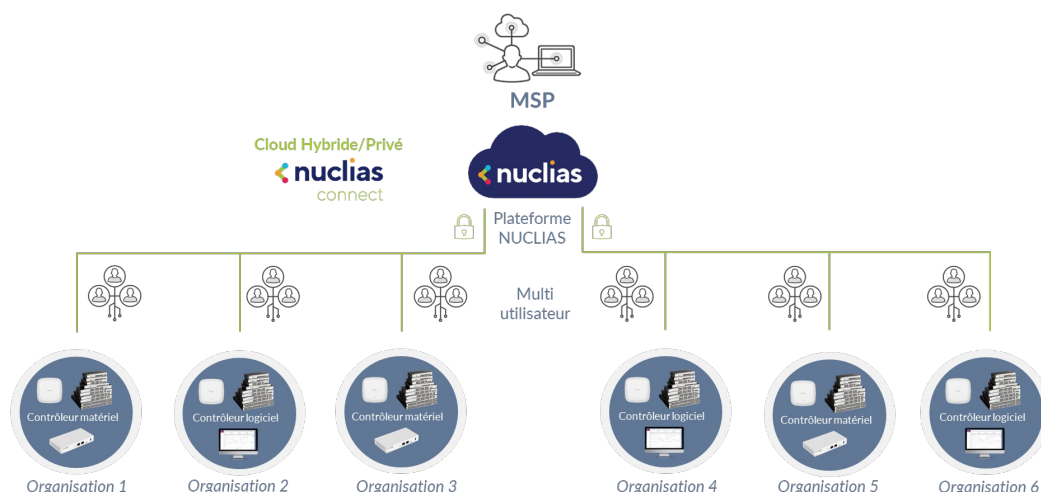 MSP
Cloud Hybride/Privé
nuclias
connect
nuclias
Plateforme
NUCLIAS
Multi
utilisateur
Contrôleur matériel
Contrôleur logiciel
Contrôleur matériel
Contrôleur logiciel
Contrôleur matériel
Contrôleur logiciel
Organisation 1
Organisation 2
Organisation 3
Organisation 4
Organisation 5
Organisation 6